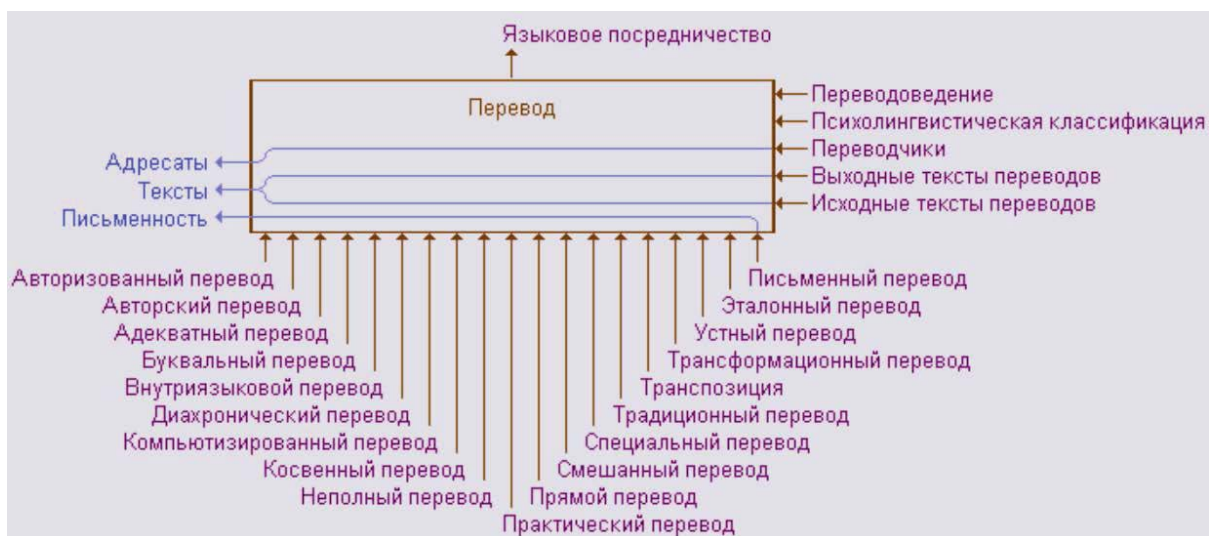 Языковое посредничество
Перевод
Переводоведение
Психолингвистическая классификация
Адресаты
Переводчики
Тексты
Выходные тексты переводов
Письменность
Исходные тексты переводов
Авторизованный перевод
Письменный перевод
Авторский перевод
Эталонный перевод
Адекватный перевод
Устный перевод
Буквальный перевод
Трансформационный перевод
Внутриязыковой перевод
Транспозиция
Диахронический перевод
Традиционный перевод
Компьютизированный перевод
Специальный перевод
Косвенный перевод
Смешанный перевод
Неполный перевод
Прямой перевод
Практический перевод